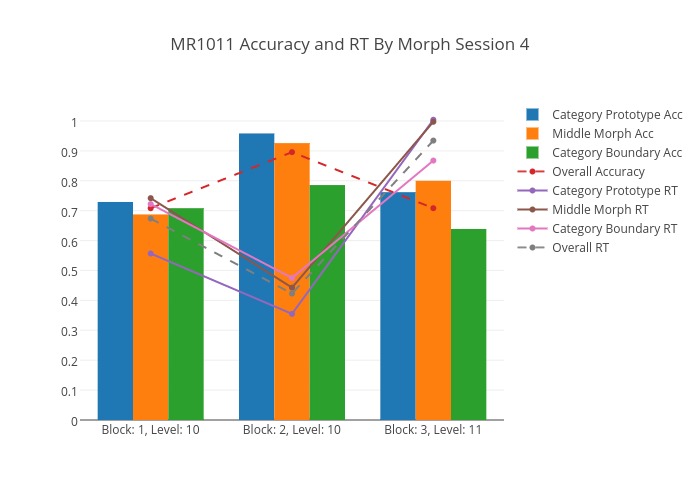 MR1011 Accuracy and RT By Morph Session 4
1
0.9
0.8
0.7
0.6
0.5
0.4
0.3
0.2
0.1
0
Block: 1, Level: 10
Block: 2, Level: 10
Block: 3, Level: 11
Category Prototype Acc
Middle Morph Acc
Category Boundary Acc
Overall Accuracy
Category Prototype RT
Middle Morph RT
Category Boundary RT
Overall RT